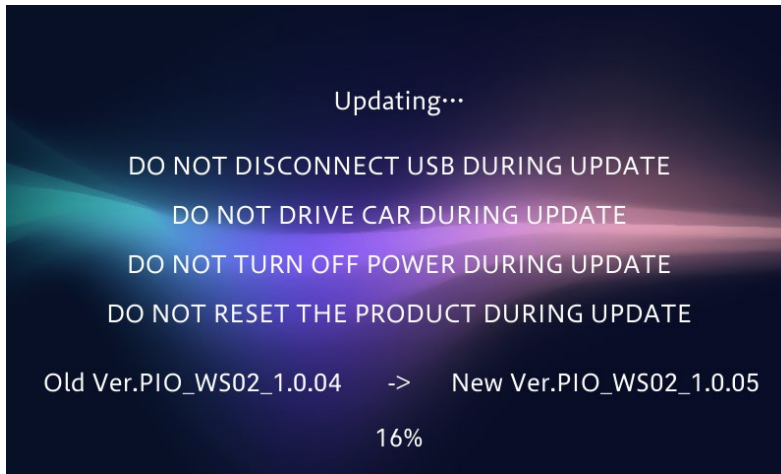 Updating···
DO NOT DISCONNECT USB DURING UPDATE
DO NOT DRIVE CAR DURING UPDATE
DO NOT TURN OFF POWER DURING UPDATE
DO NOT RESET THE PRODUCT DURING UPDATE
Old Ver.PIO_WS02_1.0.04 -> New Ver.PIO_WS02_1.0.05
16%